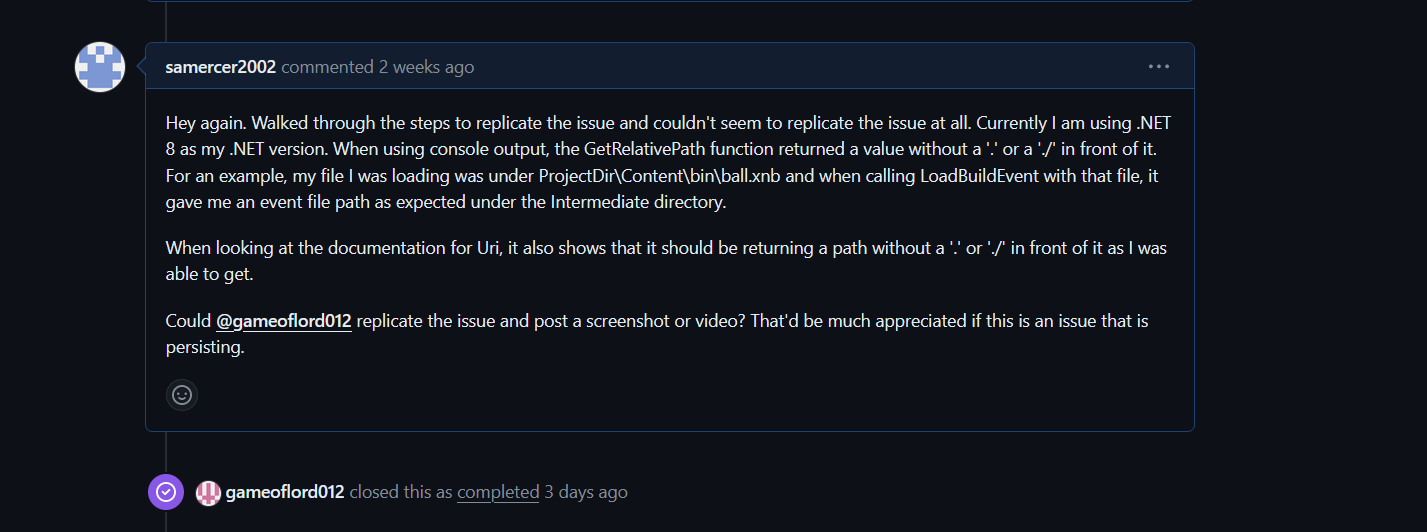 samercer2002 commented 2 weeks ago
Hey again. Walked through the steps to replicate the issue and couldn't seem to replicate the issue at all. Currently I am using .NET
8 as my .NET version. When using console output, the GetRelativePath function returned a value without a '.' or a './' in front of it.
For an example, my file I was loading was under ProjectDir\Content\bin\ball.xnb and when calling LoadBuildEvent with that file, it
gave me an event file path as expected under the Intermediate directory.
When looking at the documentation for Uri, it also shows that it should be returning a path without a '.' or './' in front of it as I was
able to get.
Could @gameoflord012 replicate the issue and post a screenshot or video? That'd be much appreciated if this is an issue that is
persisting.
gameoflord012 closed this as completed 3 days ago